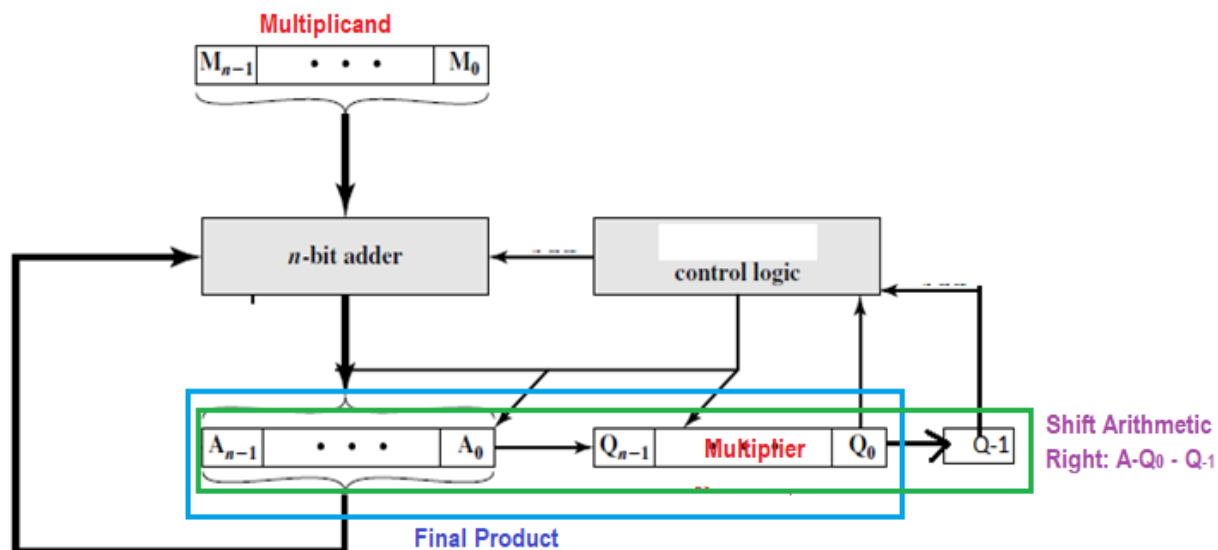 Multiplicand
Mn−1 • • • M0
n-bit adder
control logic
An−1 • • • A0
Qn−1 Multiplier Q0
Q-1
Shift Arithmetic
Right: A-Q0 - Q-1
Final Product